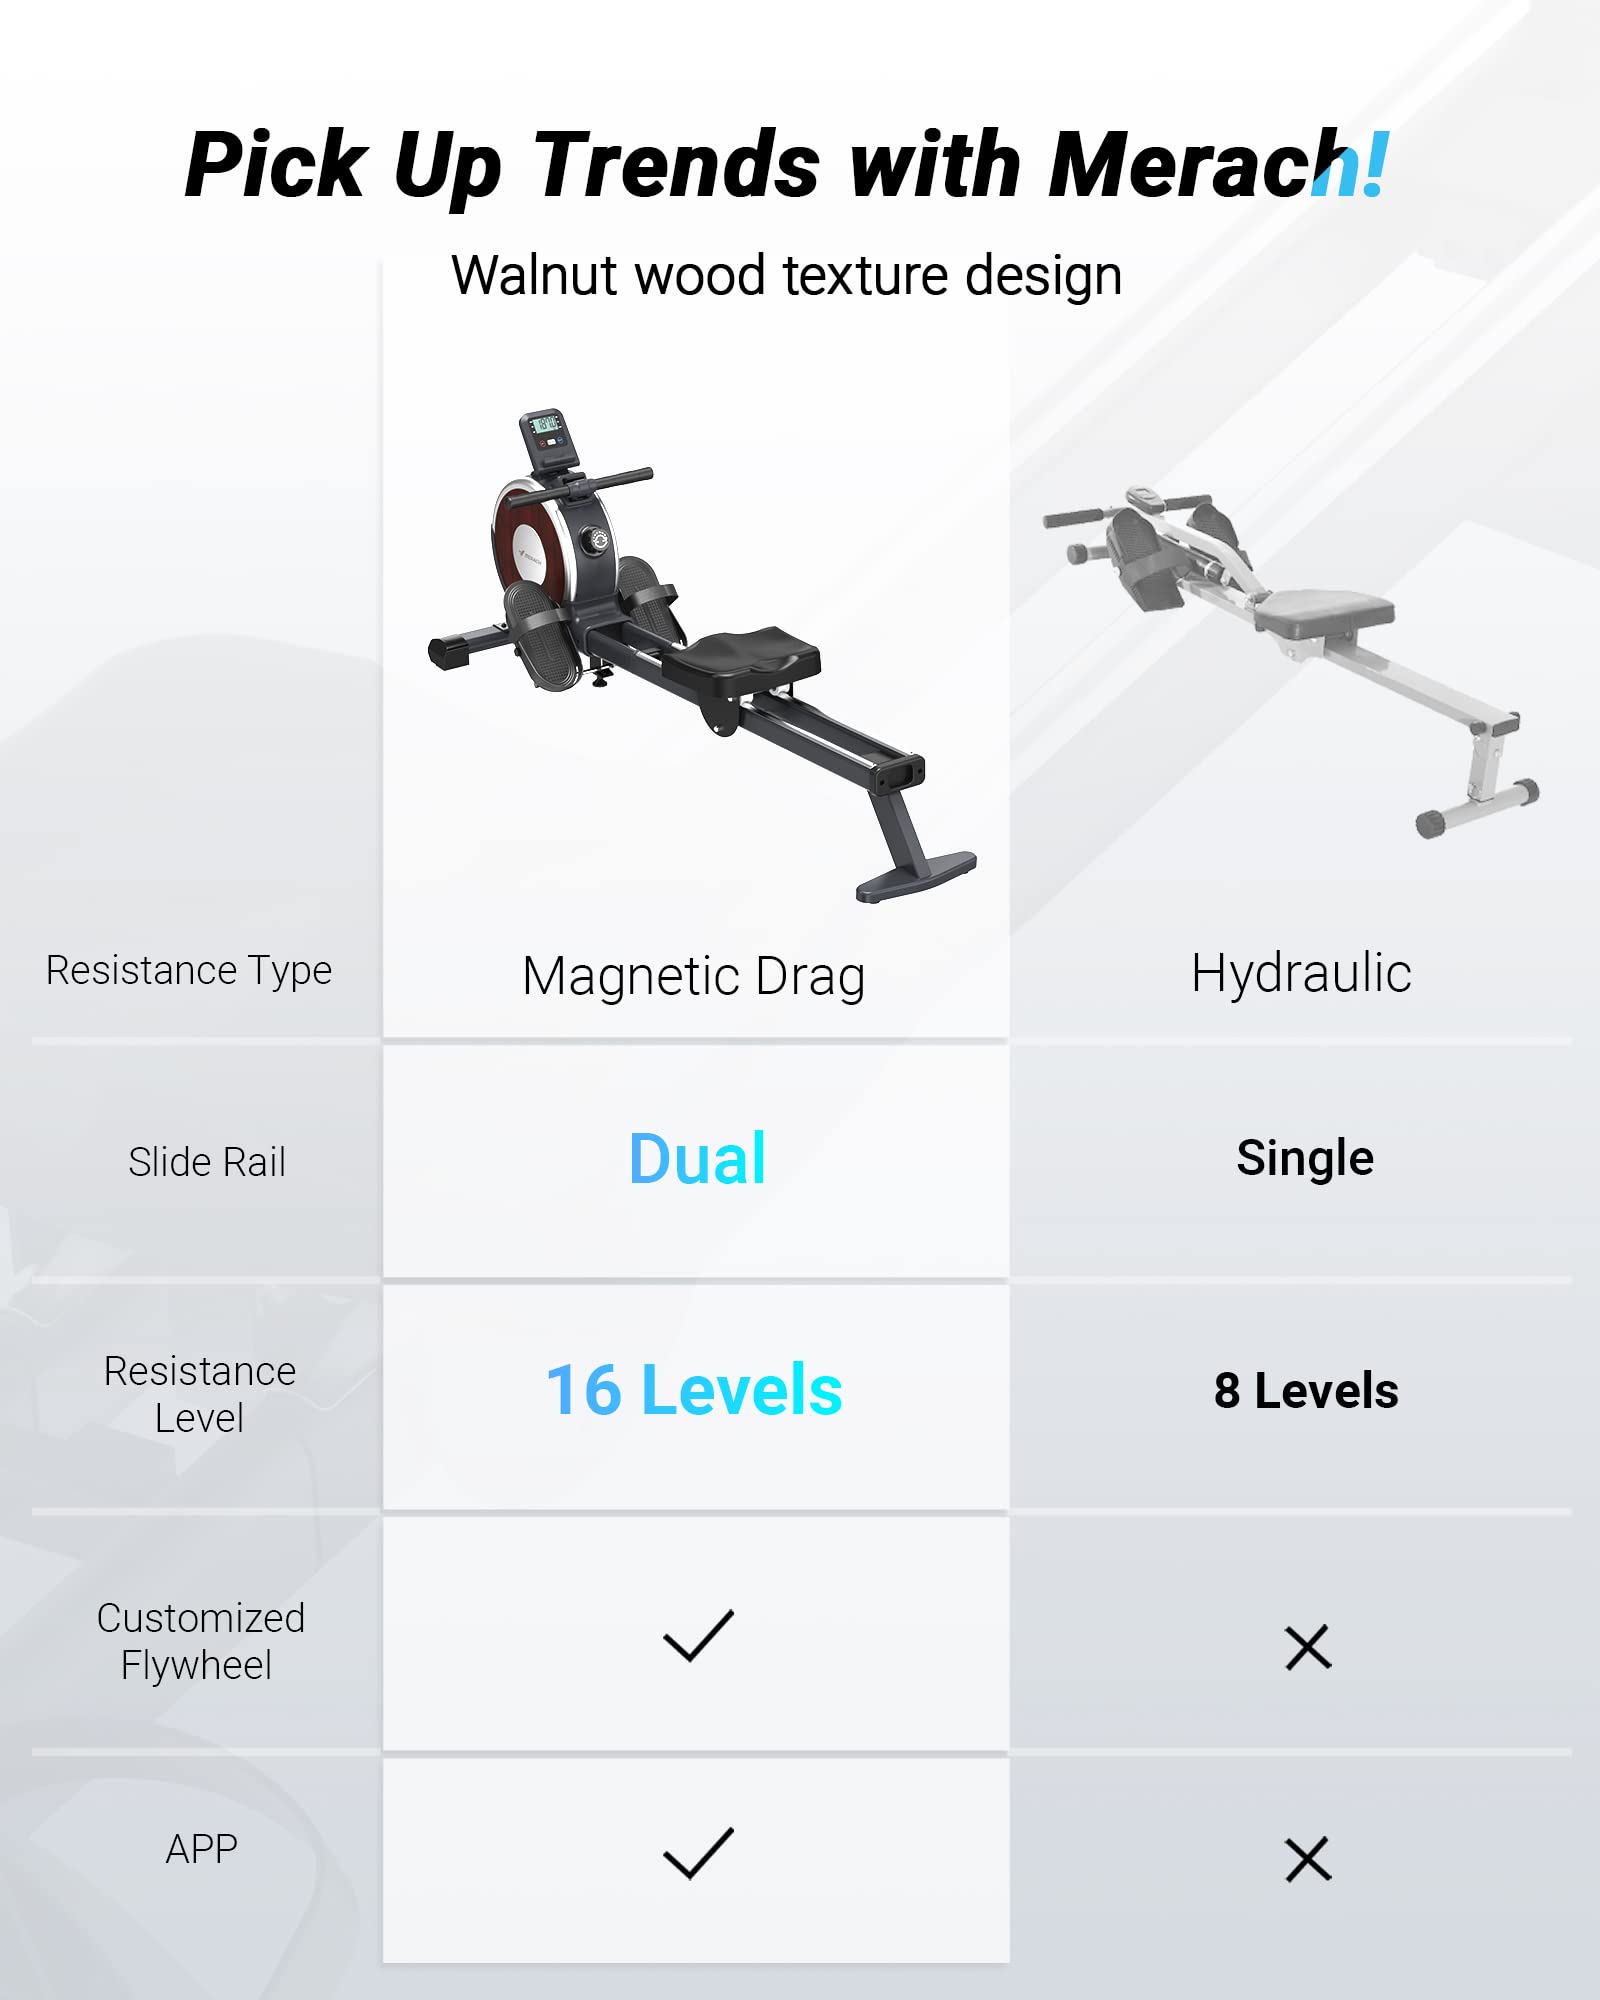 Pick Up Trends with Merach!
Walnut wood texture design
MERACH
Resistance Type
Magnetic Drag
Hydraulic
Slide Rail
Dual
Single
Resistance
Level
16 Levels
8 Levels
Customized
Flywheel
APP